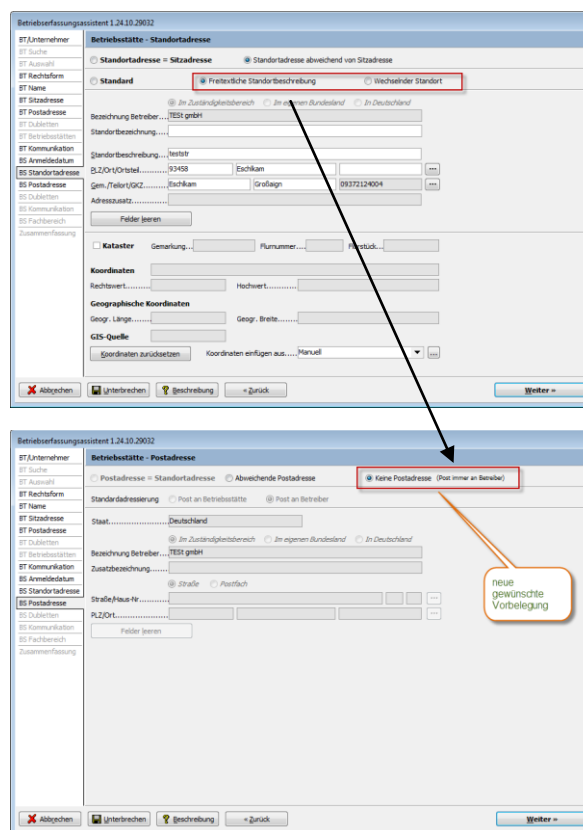 Betriebserfassungsassistent 1.24.10.29032
BT/Unternehmer
BT Suche
BT Auswahl
BT Rechtsform
BT Name
BT Sitzadresse
BT Postadresse
BT Dubletten
BT Betriebsstätten
BT Kommunikation
BS Anmeldedatum
BS Standortadresse
BS Postadresse
BS Dubletten
BS Kommunikation
BS Fachbereich
Zusammenfassung
Betriebsstätte - Standortadresse
Standortadresse = Sitzadresse Standortadresse abweichend von Sitzadresse
Standard Freitextliche Standortbeschreibung Wechselnder Standort
Im Zuständigkeitsbereich Im eigenen Bundesland In Deutschland
Bezeichnung Betreiber... TESt gmbH
Standortbezeichnung.....
Standortbeschreibung.... teststr
PLZ/Ort/Ortsteil........... 93458 Eschlkam ...
Gem./Teilort/GKZ......... Eschlkam Großaign 09372124004 ...
Adresszusatz..............
Felder leeren
Kataster Gemarkung... Flurnummer.... Flurstück...
Koordinaten
Rechtswert.......... Hochwert............
Geographische Koordinaten
Geogr. Länge....... Geogr. Breite.......
GIS-Quelle
Koordinaten zurücksetzen Koordinaten einfügen aus..... Manuell ...
Abbrechen Unterbrechen Beschreibung « Zurück Weiter »
Betriebserfassungsassistent 1.24.10.29032
BT/Unternehmer
BT Suche
BT Auswahl
BT Rechtsform
BT Name
BT Sitzadresse
BT Postadresse
BT Dubletten
BT Betriebsstätten
BT Kommunikation
BS Anmeldedatum
BS Standortadresse
BS Postadresse
BS Dubletten
BS Kommunikation
BS Fachbereich
Zusammenfassung
Betriebsstätte - Postadresse
Postadresse = Standortadresse Abweichende Postadresse Keine Postadresse (Post immer an Betreiber)
Standardadressierung Post an Betriebsstätte Post an Betreiber
Staat...................... Deutschland
Im Zuständigkeitsbereich Im eigenen Bundesland In Deutschland
Bezeichnung Betreiber... TESt gmbH
Zusatzbezeichnung......
Straße Postfach
Straße/Haus-Nr........... ...
PLZ/Ort.................... ...
Felder leeren
neue
gewünschte
Vorbelegung
Abbrechen Unterbrechen Beschreibung « Zurück Weiter »